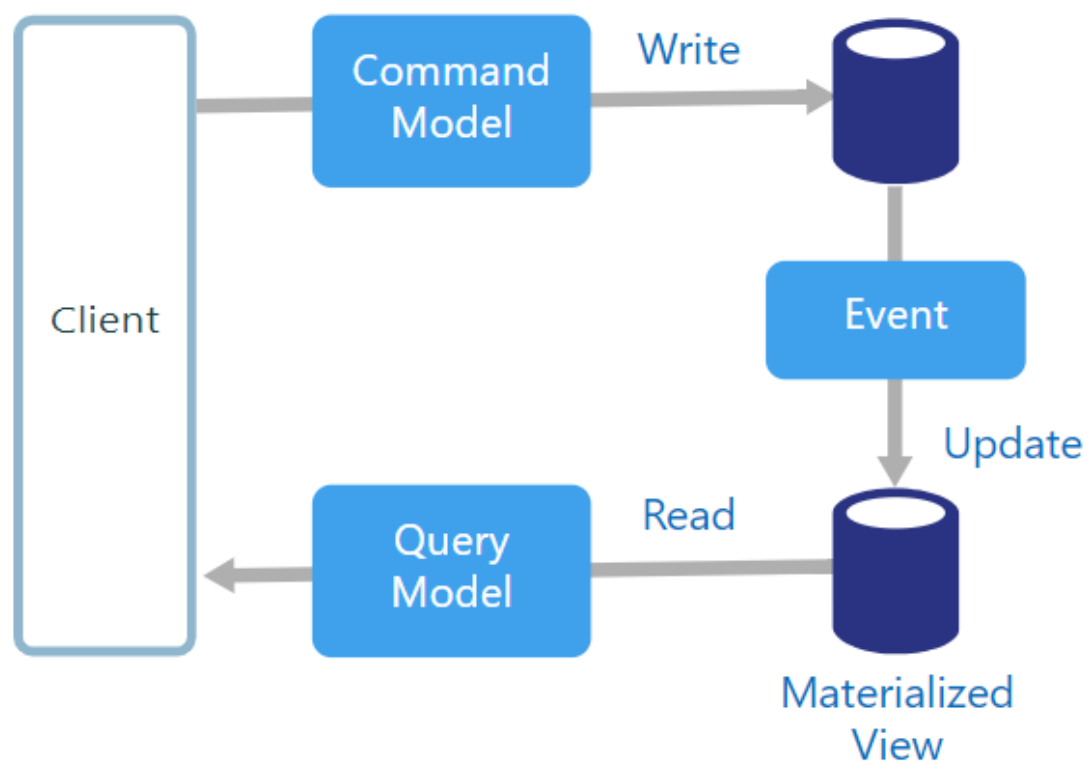 Command
Model
Write
Client
Event
Update
Query
Model
Read
Materialized
View